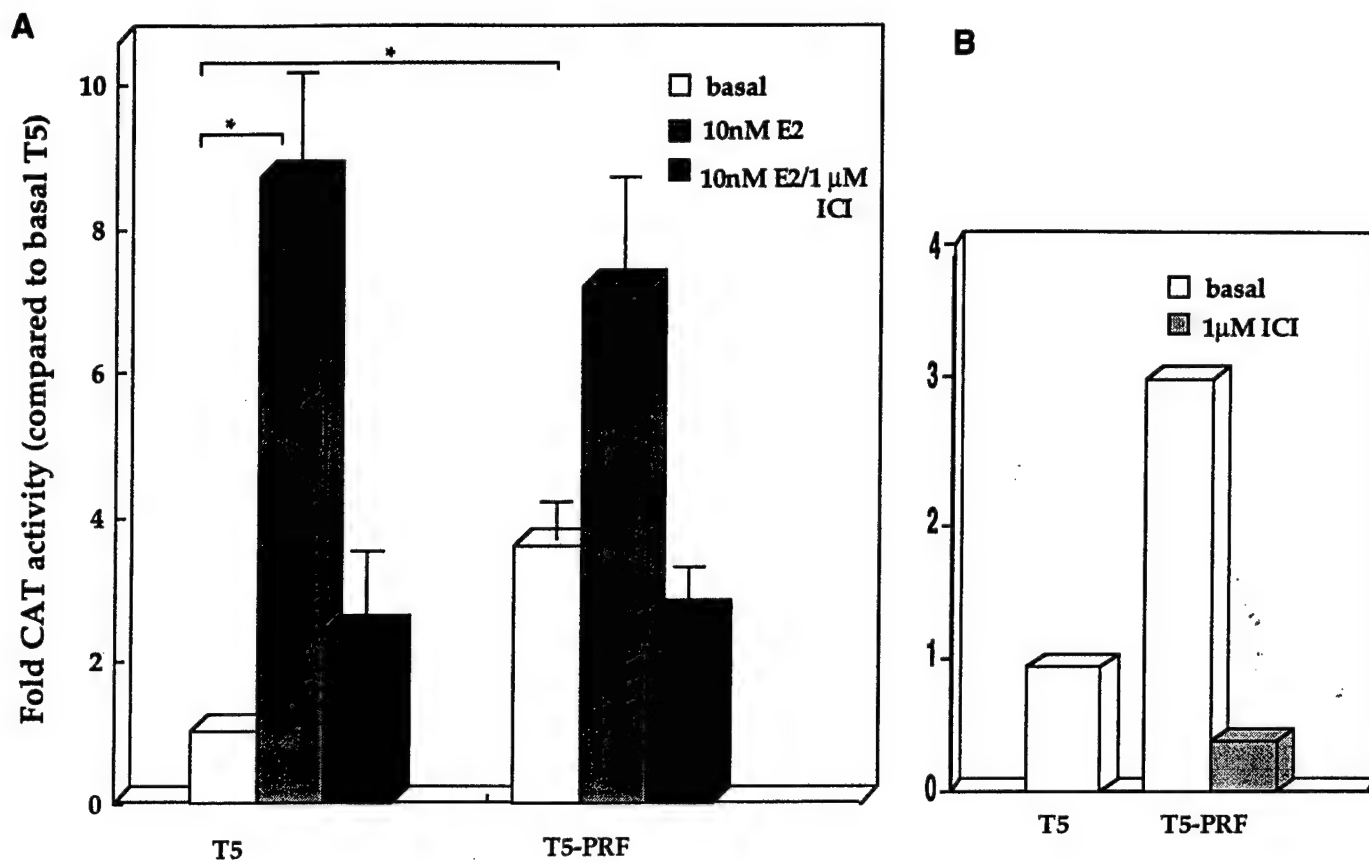 A
Fold CAT activity (compared to basal T5)
10
8
6
4
2
0
*
*
basal
10nM E2
10nM E2/1 μM
ICI
T5
T5-PRF
B
4
3
2
1
0
basal
1μM ICI
T5
T5-PRF